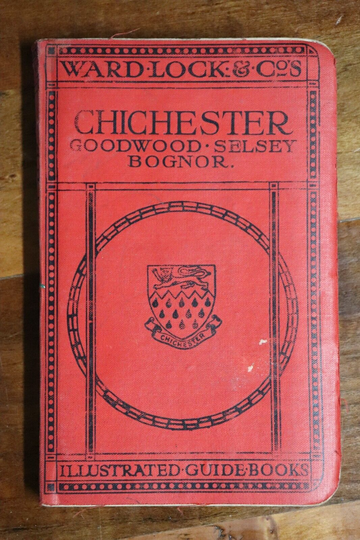 WARD·LOCK·&·CO'S
CHICHESTER
GOODWOOD·SELSEY
BOGNOR.
CHICHESTER
ILLUSTRATED·GUIDE·BOOKS